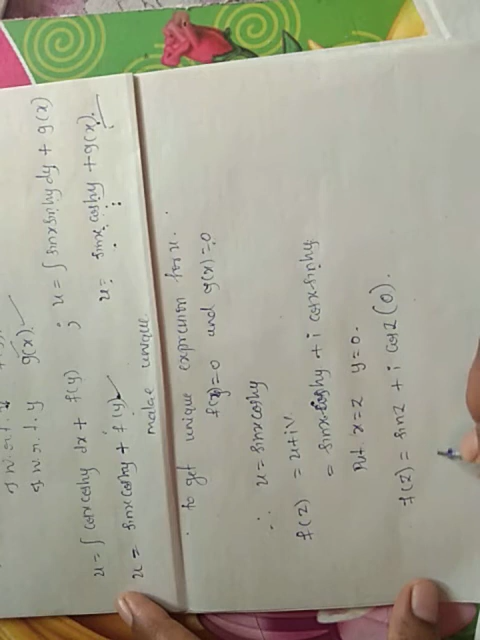 g w.r.t. y g(x).
u = ∫ cosx coshy dx + f(y) ; u = ∫ sinx sinhy dy + g(x)
u = sinx coshy + f(y) u = sinx coshy + g(x).
make unique
to get unique expression for u.
f(y)=0 and g(x)=0
∴ u = sinx coshy
f(z) = u+iv
= sinx coshy + i cosx sinhy
Put x=z y=0.
f(z) = sinz + i cosz(0).